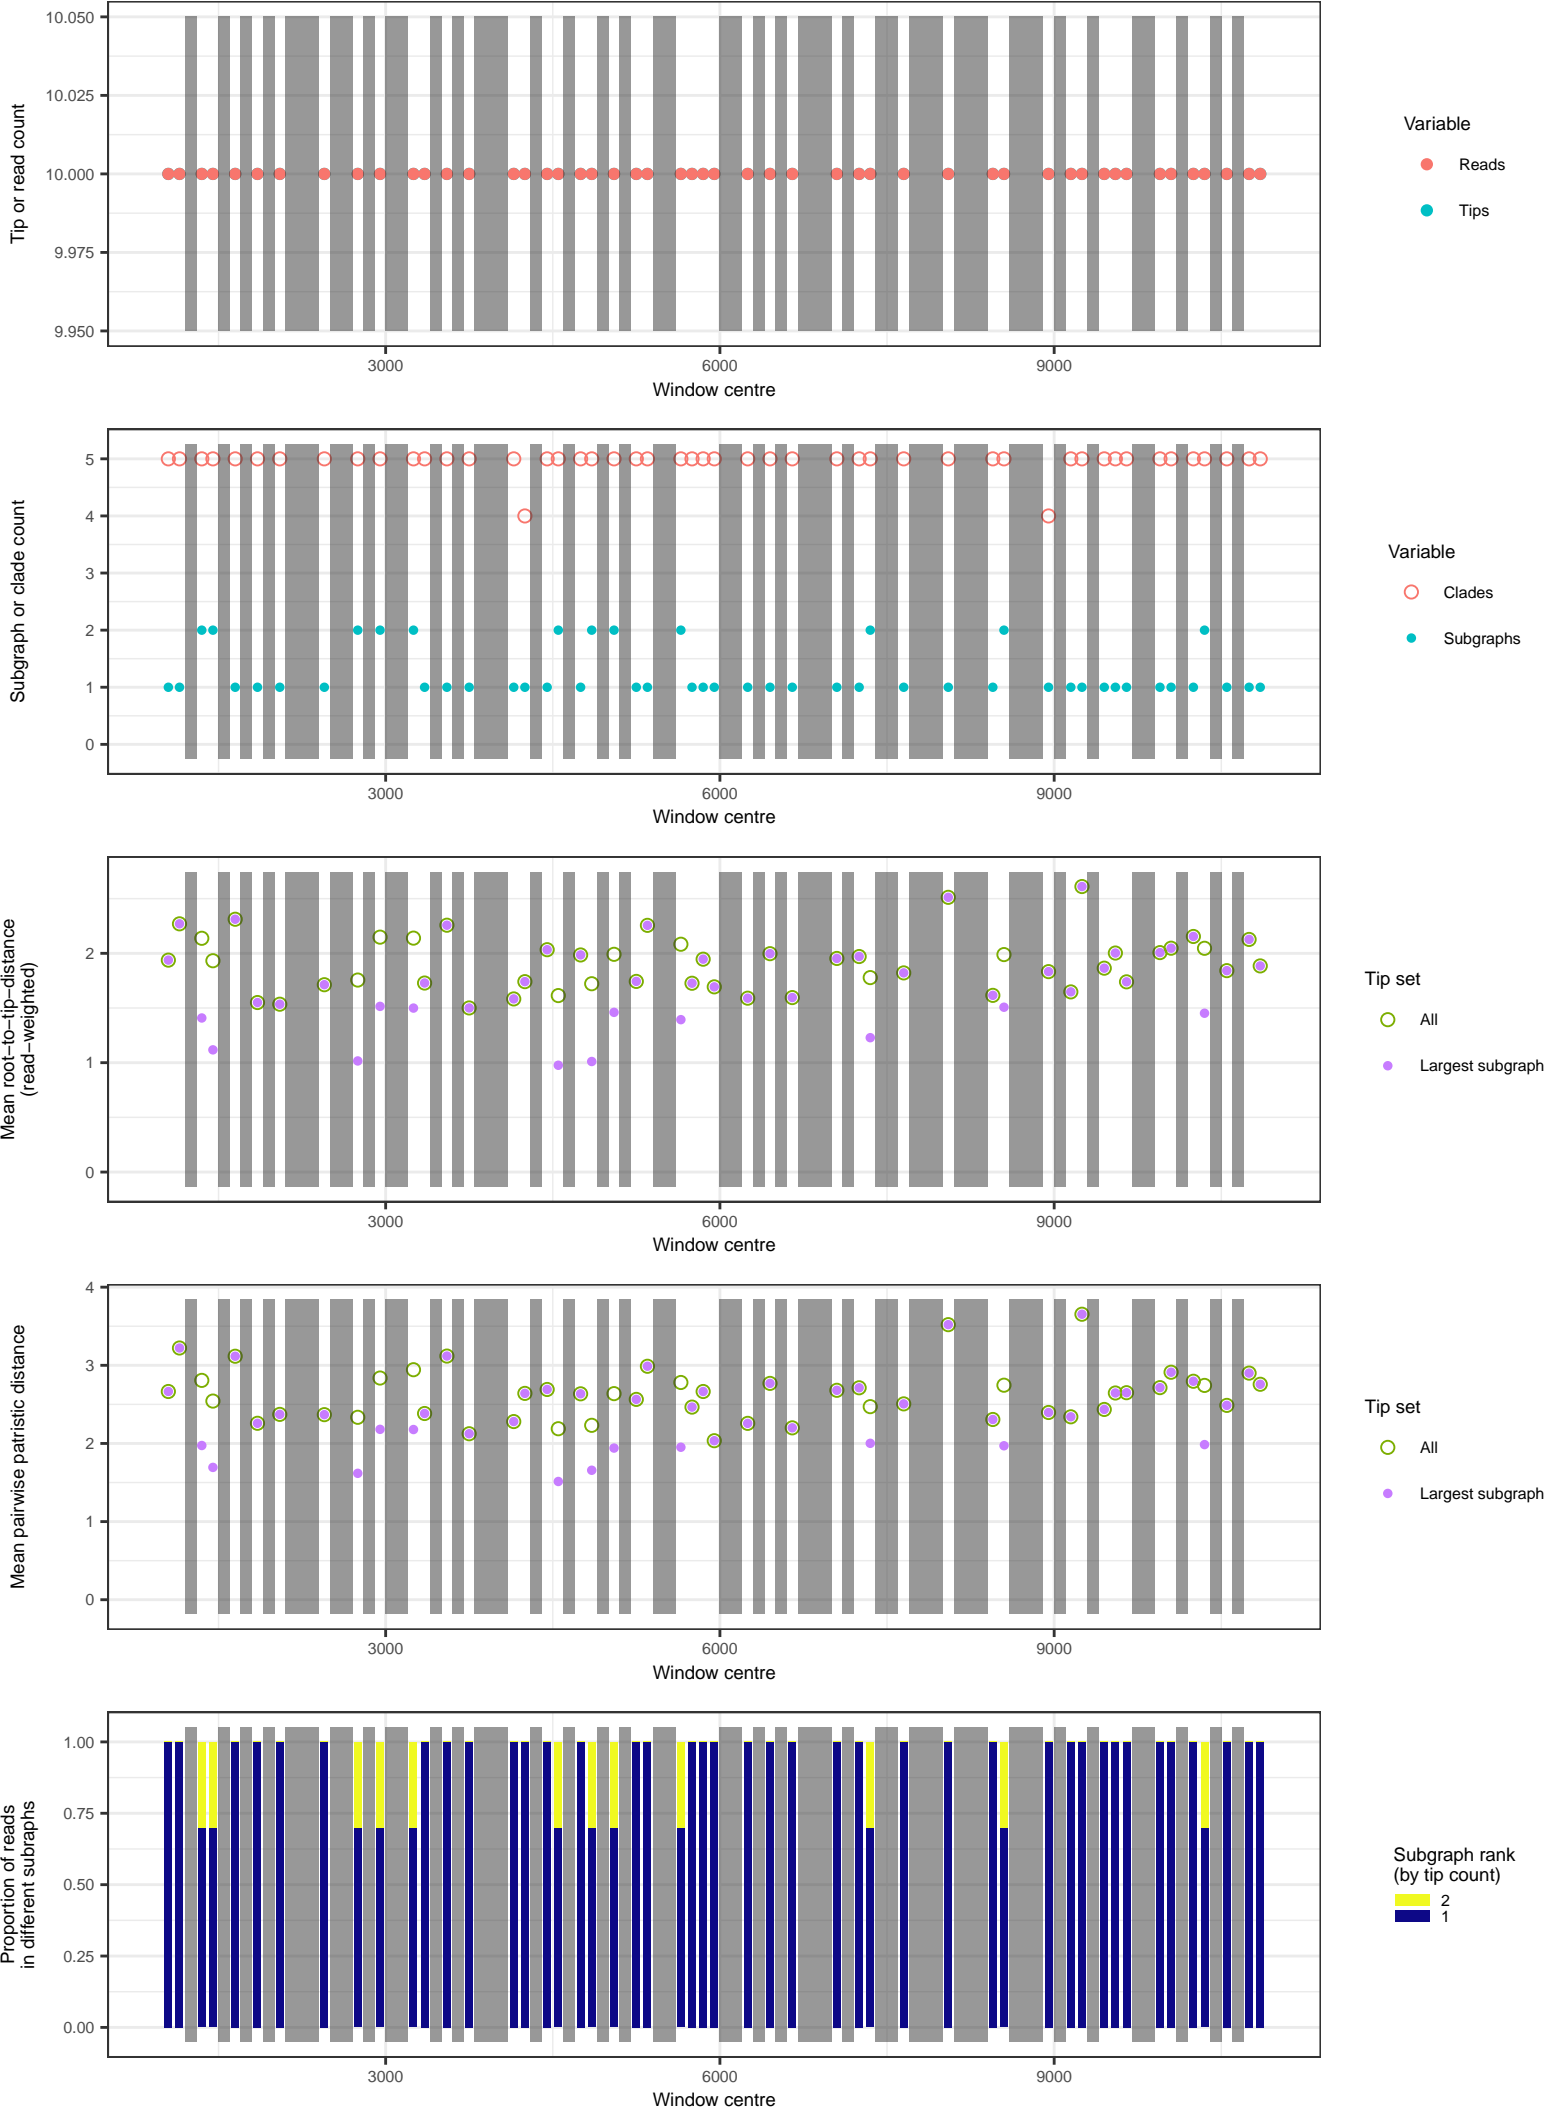 Tip or read count
10.050
10.025
10.000
9.975
9.950
3000
6000
9000
Window centre
Variable
Reads
Tips
Subgraph or clade count
5
4
3
2
1
0
3000
6000
9000
Window centre
Variable
Clades
Subgraphs
Mean root−to−tip−distance
(read−weighted)
2
1
0
3000
6000
9000
Window centre
Tip set
All
Largest subgraph
Mean pairwise patristic distance
4
3
2
1
0
3000
6000
9000
Window centre
Tip set
All
Largest subgraph
Proportion of reads
in different subraphs
1.00
0.75
0.50
0.25
0.00
3000
6000
9000
Window centre
Subgraph rank
(by tip count)
2
1